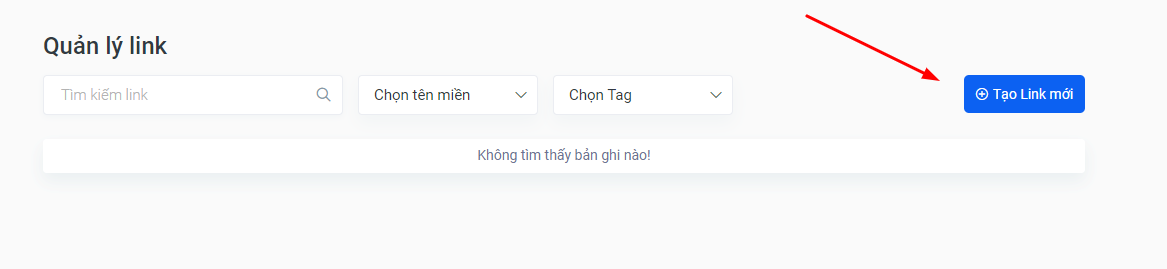 Quản lý link
Tìm kiếm link
Chọn tên miền
Chọn Tag
Tạo Link mới
Không tìm thấy bản ghi nào!